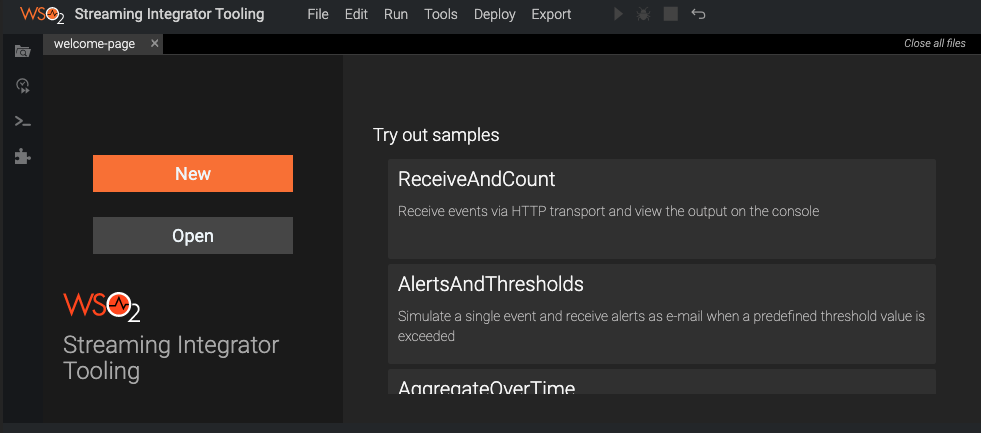 WSO2 Streaming Integrator Tooling File Edit Run Tools Deploy Export
welcome-page × Close all files
New
Open
WSO2
Streaming Integrator
Tooling
Try out samples
ReceiveAndCount
Receive events via HTTP transport and view the output on the console
AlertsAndThresholds
Simulate a single event and receive alerts as e-mail when a predefined threshold value is
exceeded
AggregateOverTime